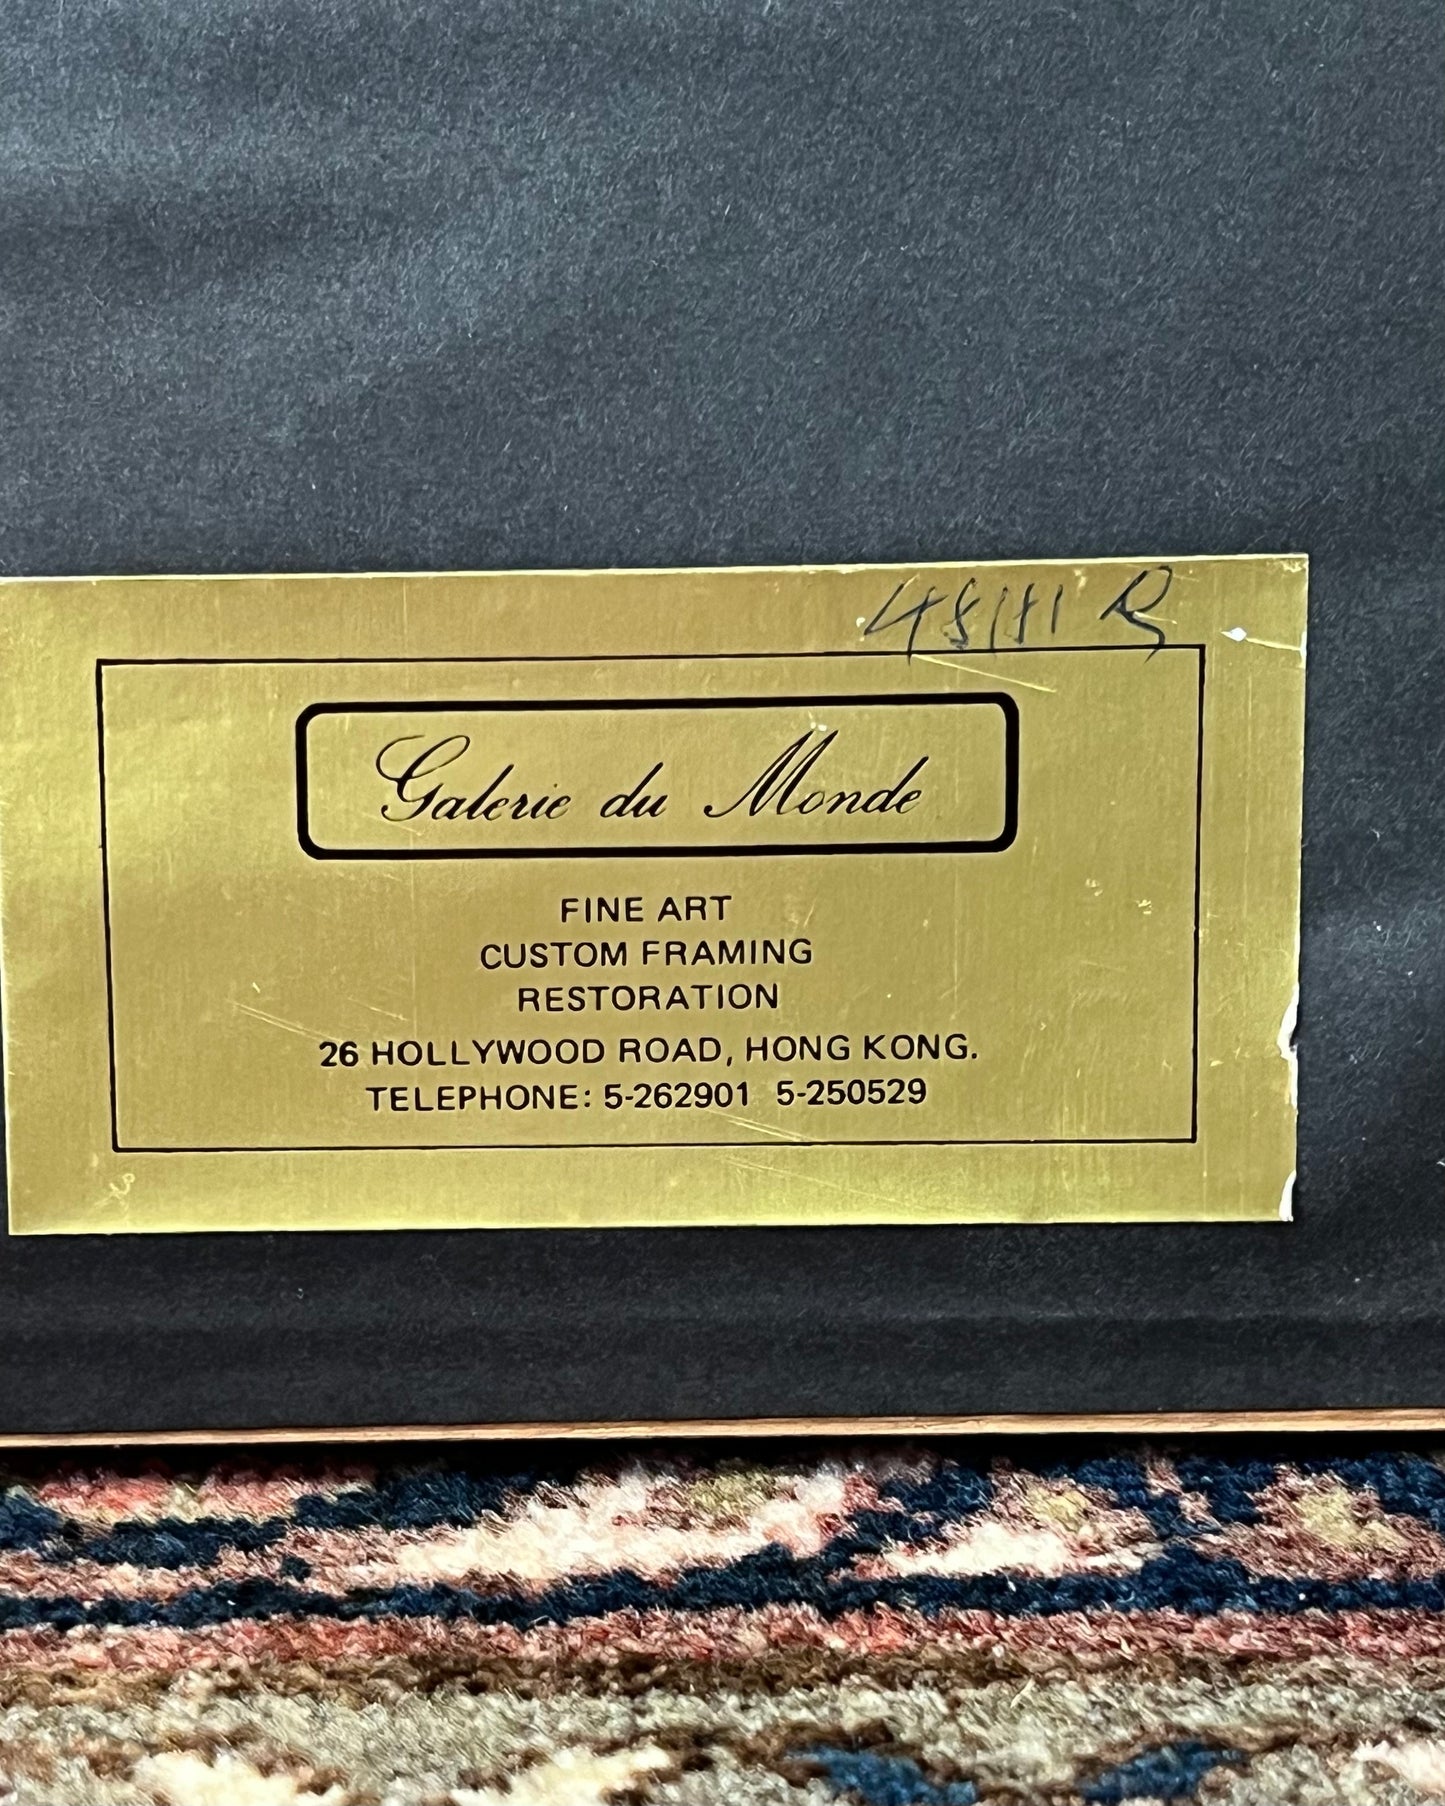 Galerie du Monde
FINE ART
CUSTOM FRAMING
RESTORATION
26 HOLLYWOOD ROAD, HONG KONG.
TELEPHONE: 5-262901 5-250529